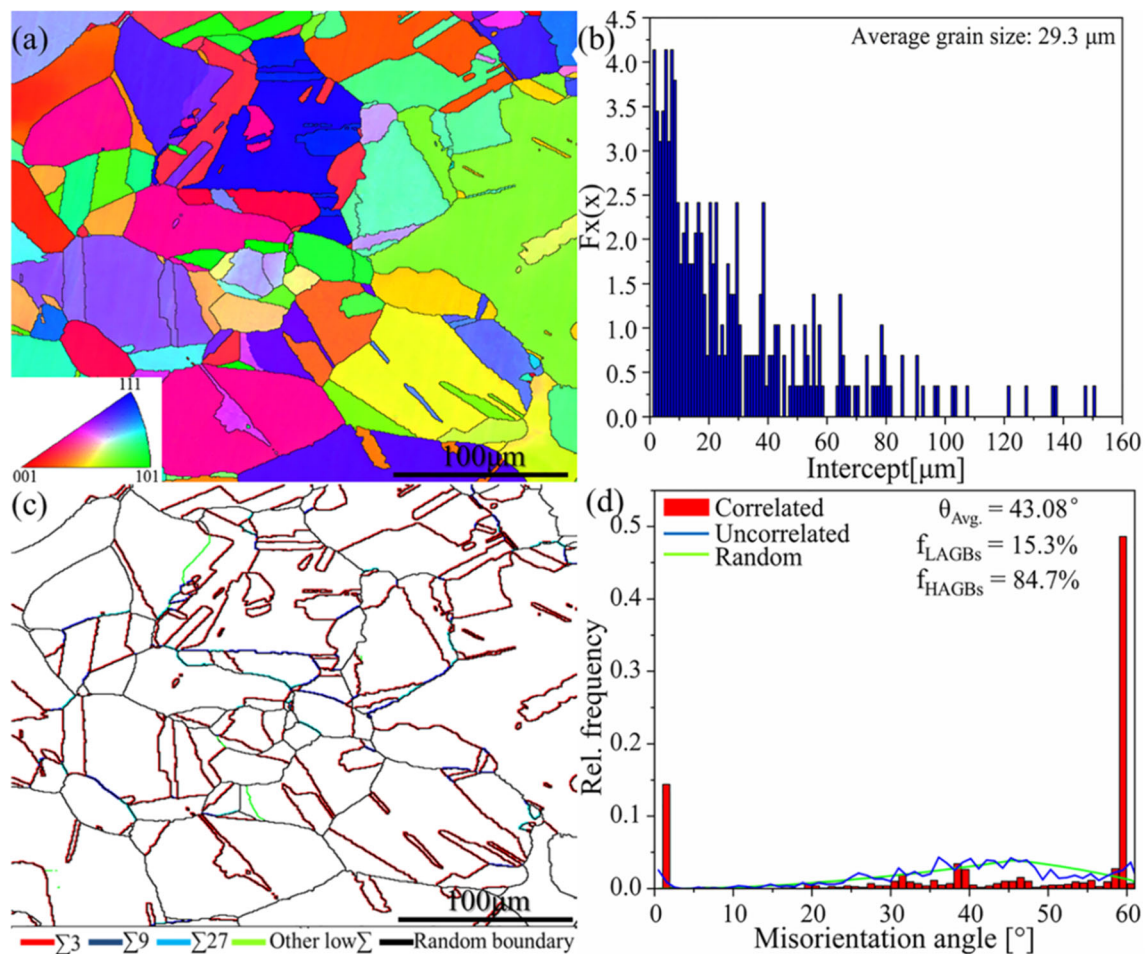 (a)
111
001
101
100μm
(b)
Average grain size: 29.3 μm
4.5
4.0
3.5
3.0
2.5
2.0
1.5
1.0
0.5
0.0
Fx(x)
0 20 40 60 80 100 120 140 160
Intercept[μm]
(c)
100μm
∑3 ∑9 ∑27 Other low∑ Random boundary
(d)
Correlated
Uncorrelated
Random
θAvg. = 43.08°
fLAGBs = 15.3%
fHAGBs = 84.7%
0.5
0.4
0.3
0.2
0.1
0.0
Rel. frequency
0 10 20 30 40 50 60
Misorientation angle [°]